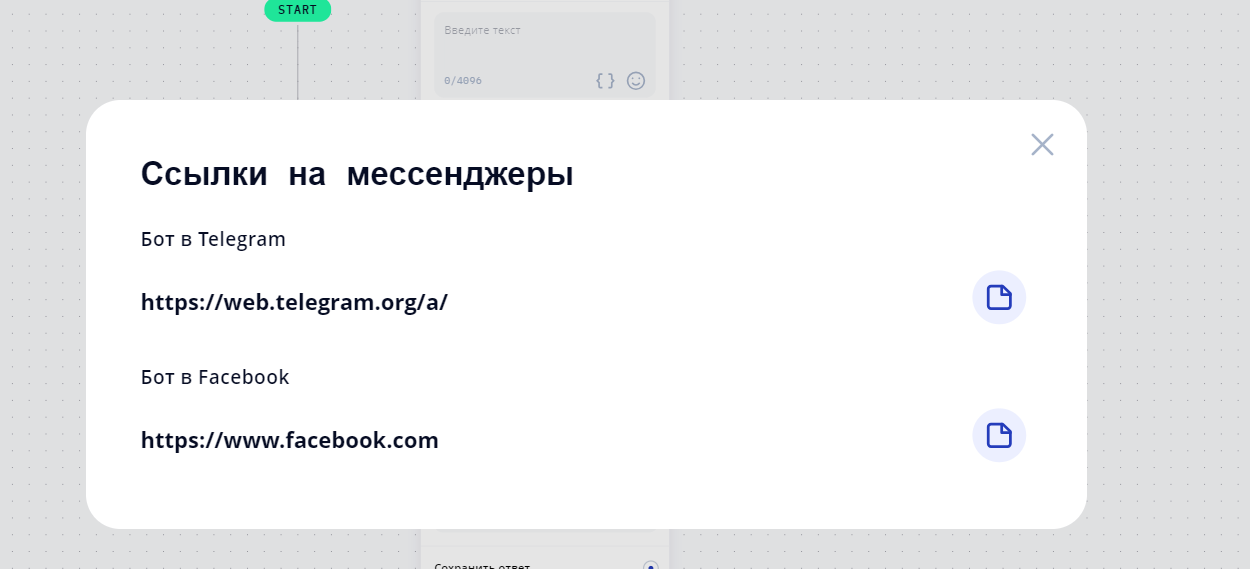 START
Введите текст
0/4096
Ссылки на мессенджеры
Бот в Telegram
https://web.telegram.org/a/
Бот в Facebook
https://www.facebook.com
Сохранить ответ